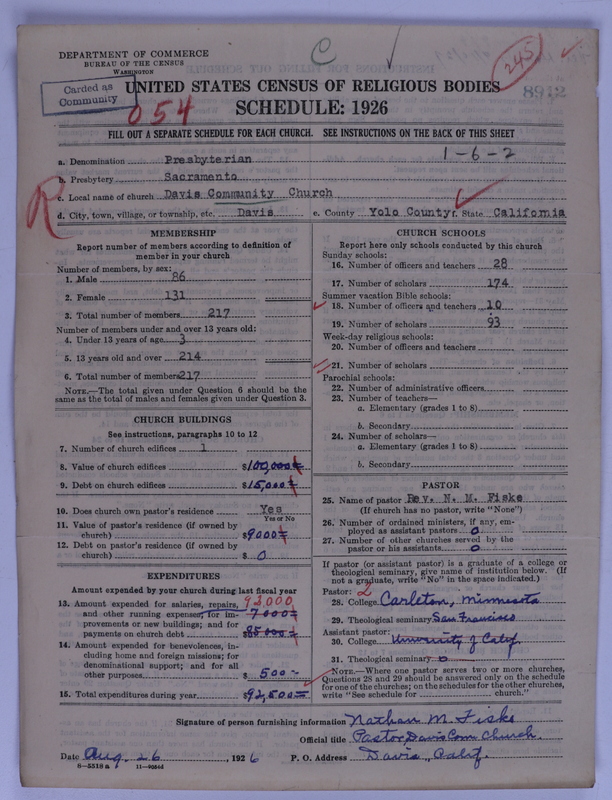 DEPARTMENT OF COMMERCE
BUREAU OF THE CENSUS
WASHINGTON
C
245
8912
Carded as
Community
UNITED STATES CENSUS OF RELIGIOUS BODIES
054
SCHEDULE: 1926
FILL OUT A SEPARATE SCHEDULE FOR EACH CHURCH. SEE INSTRUCTIONS ON THE BACK OF THIS SHEET
1-6-2
a. Denomination Presbyterian
b. Presbytery Sacramento
c. Local name of church Davis Community Church
R
d. City, town, village, or township, etc. Davis e. County Yolo County f. State California
MEMBERSHIP
Report number of members according to definition of
member in your church
Number of members, by sex:
1. Male 86
2. Female 131
3. Total number of members 217
Number of members under and over 13 years old:
4. Under 13 years of age 3
5. 13 years old and over 214
6. Total number of members 217
NOTE.—The total given under Question 6 should be the
same as the total of males and females given under Question 3.
CHURCH BUILDINGS
See instructions, paragraphs 10 to 12
7. Number of church edifices 1
8. Value of church edifices $100,000
9. Debt on church edifices $15,000
10. Does church own pastor's residence? Yes
Yes or No
11. Value of pastor's residence (if owned by
church) $9000
12. Debt on pastor's residence (if owned by
church) $ 0
EXPENDITURES
Amount expended by your church during last fiscal year
13. Amount expended for salaries, repairs, 92,000
and other running expenses; for im- 7000
provements or new buildings; and for
payments on church debt 85000
14. Amount expended for benevolences, in-
cluding home and foreign missions; for
denominational support; and for all
other purposes $ 500
15. Total expenditures during year $92,500
CHURCH SCHOOLS
Report here only schools conducted by this church
Sunday schools:
16. Number of officers and teachers 28
17. Number of scholars 174
Summer vacation Bible schools:
18. Number of officers and teachers 10
19. Number of scholars 93
Week-day religious schools:
20. Number of officers and teachers
21. Number of scholars
Parochial schools:
22. Number of administrative officers
23. Number of teachers—
a. Elementary (grades 1 to 8)
b. Secondary
24. Number of scholars—
a. Elementary (grades 1 to 8)
b. Secondary
PASTOR
25. Name of pastor Rev. N. M. Fiske
(If church has no pastor, write "None")
26. Number of ordained ministers, if any, em-
ployed as assistant pastors 0
27. Number of other churches served by the
pastor or his assistants 0
If pastor (or assistant pastor) is a graduate of a college or
theological seminary, give name of institution below. (If
not a graduate, write "No" in the space indicated.)
Pastor: 2
28. College Carleton, Minnesota
29. Theological seminary San Francisco
Assistant pastor:
30. College University of Calif
31. Theological seminary 0
NOTE.—Where one pastor serves two or more churches,
Questions 28 and 29 should be answered only on the schedule
for one of the churches; on the schedules for the other churches,
write "See schedule for church."
Signature of person furnishing information Nathan M. Fiske
Official title Pastor, Davis Com Church.
Date Aug. 26, 1926 P. O. Address Davis, Calif.
8—5518a 11—9056d